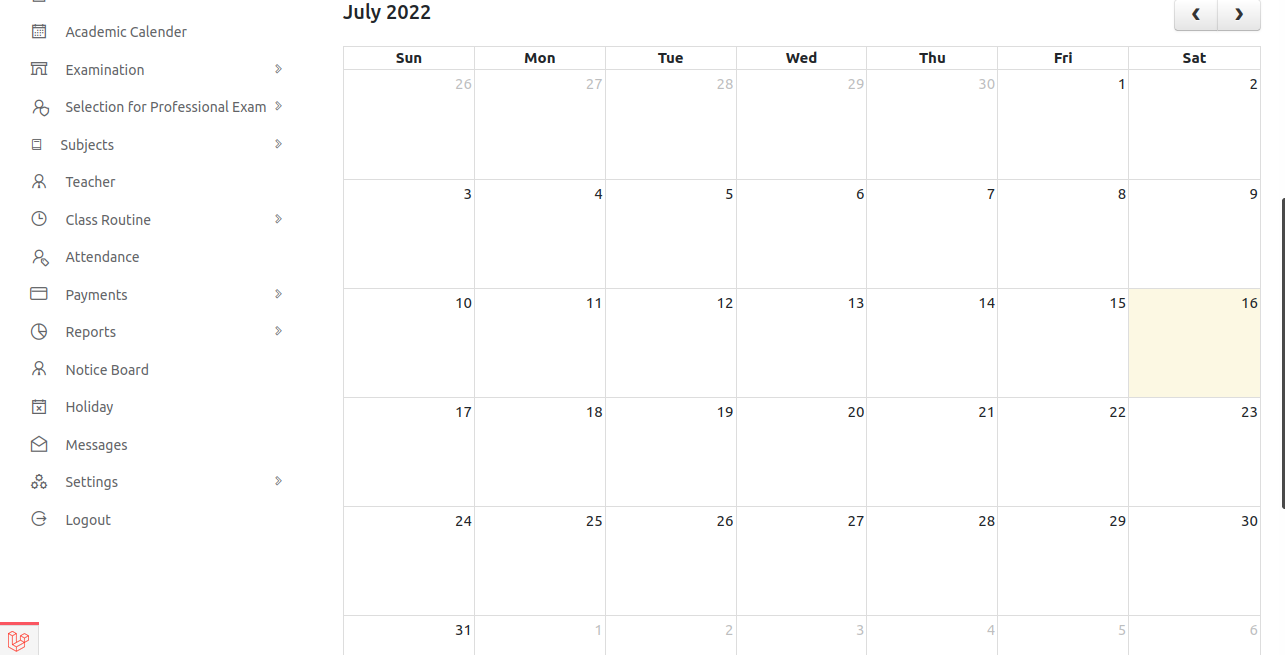 Academic Calender
Examination
Selection for Professional Exam
Subjects
Teacher
Class Routine
Attendance
Payments
Reports
Notice Board
Holiday
Messages
Settings
Logout
July 2022
Sun Mon Tue Wed Thu Fri Sat
26 27 28 29 30 1 2
3 4 5 6 7 8 9
10 11 12 13 14 15 16
17 18 19 20 21 22 23
24 25 26 27 28 29 30
31 1 2 3 4 5 6